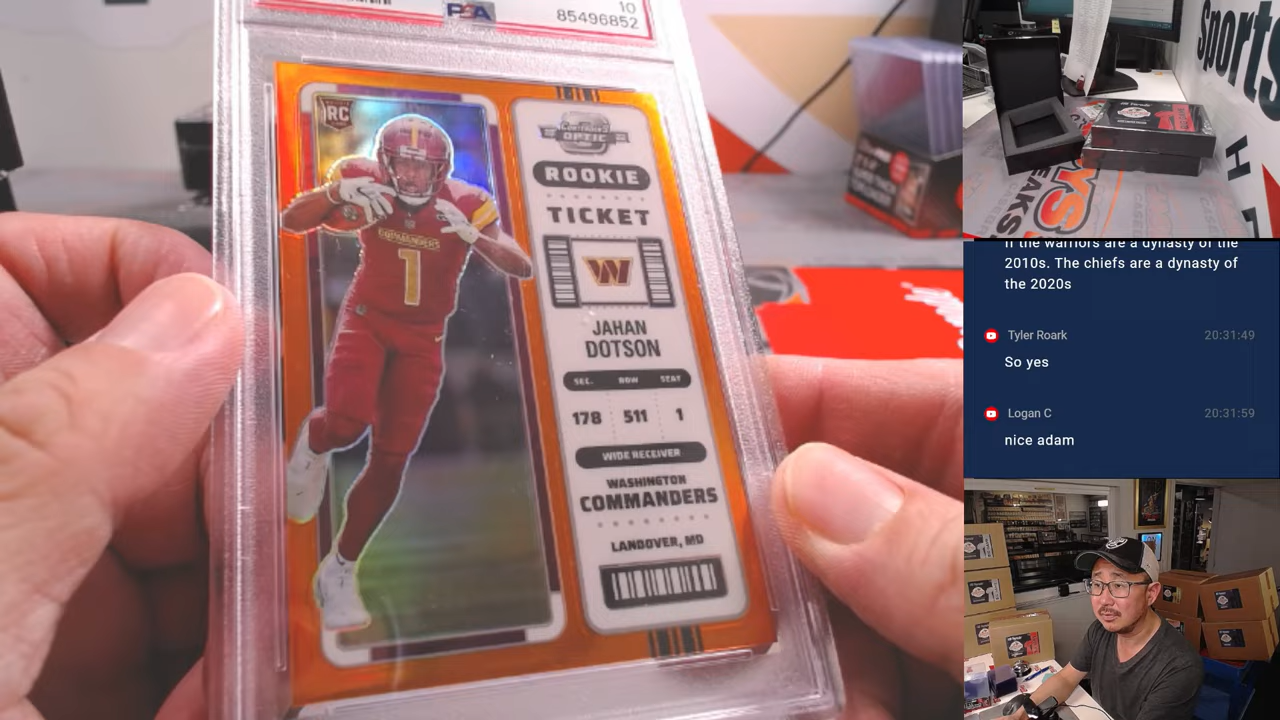 10
PSA
85496852
RC
CONTENDERS
OPTIC
ROOKIE
TICKET
W
COMMANDERS
1
JAHAN
DOTSON
SEC. ROW SEAT
178 511 1
WIDE RECEIVER
WASHINGTON
COMMANDERS
LANDOVER, MD
sports
If the warriors are a dynasty of the
2010s. The chiefs are a dynasty of
the 2020s
Tyler Roark 20:31:49
So yes
Logan C 20:31:59
nice adam